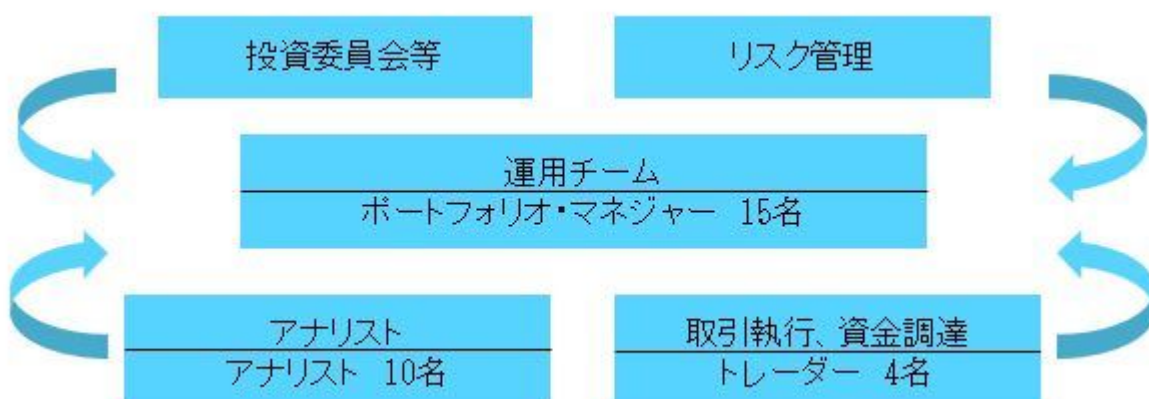 投資委員会等
リスク管理
運用チーム
ポートフォリオ・マネジャー 15名
アナリスト
アナリスト 10名
取引執行、資金調達
トレーダー 4名